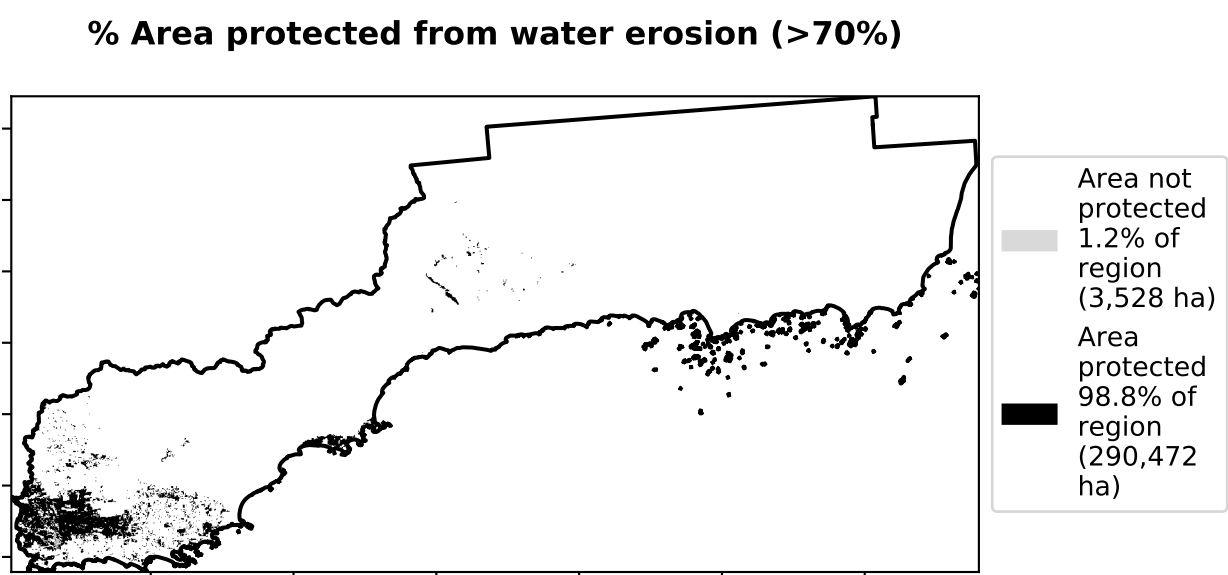 % Area protected from water erosion (>70%)
Area not
protected
1.2% of
region
(3,528 ha)
Area
protected
98.8% of
region
(290,472
ha)